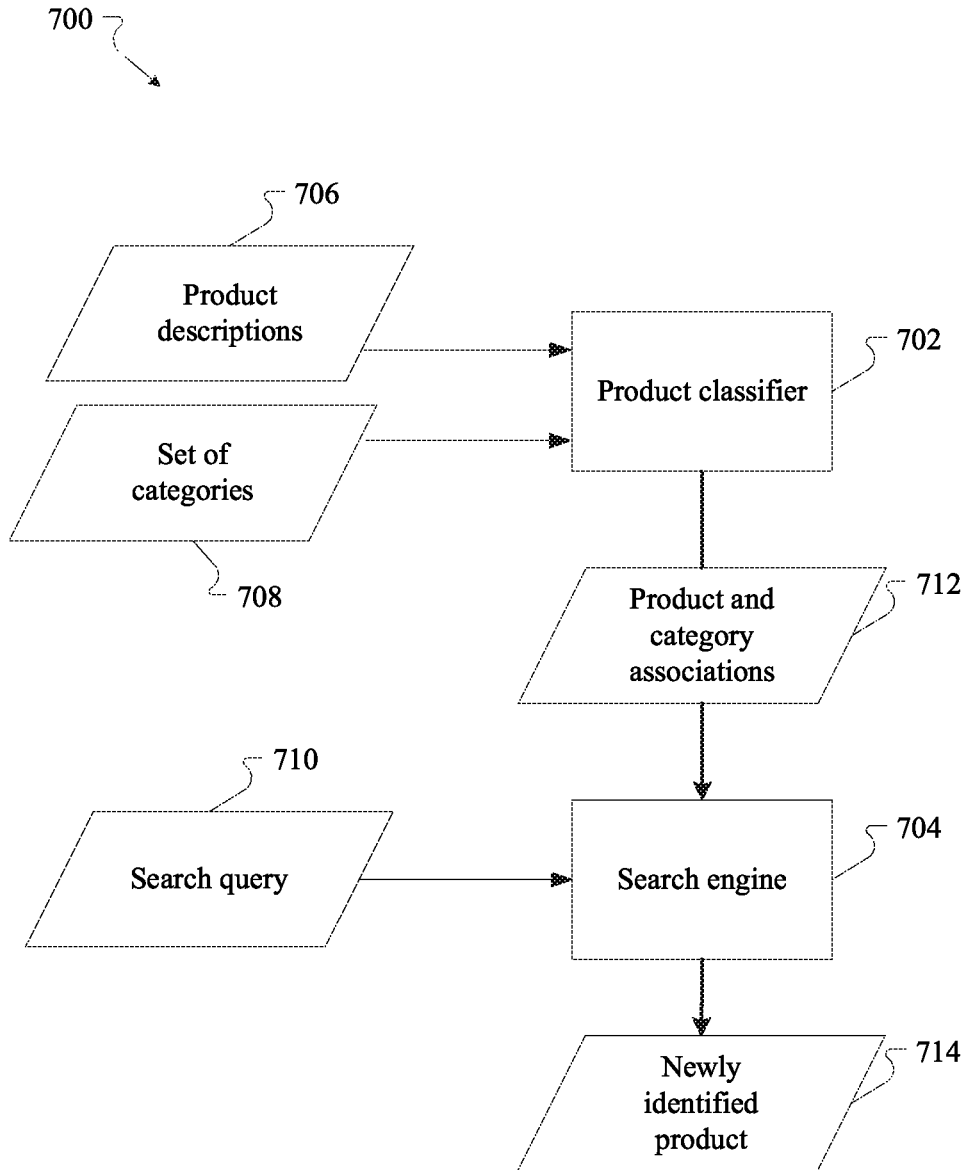 700
706
Product
descriptions
702
Product classifier
Set of
categories
708
712
Product and
category
associations
710
704
Search query
Search engine
714
Newly
identified
product